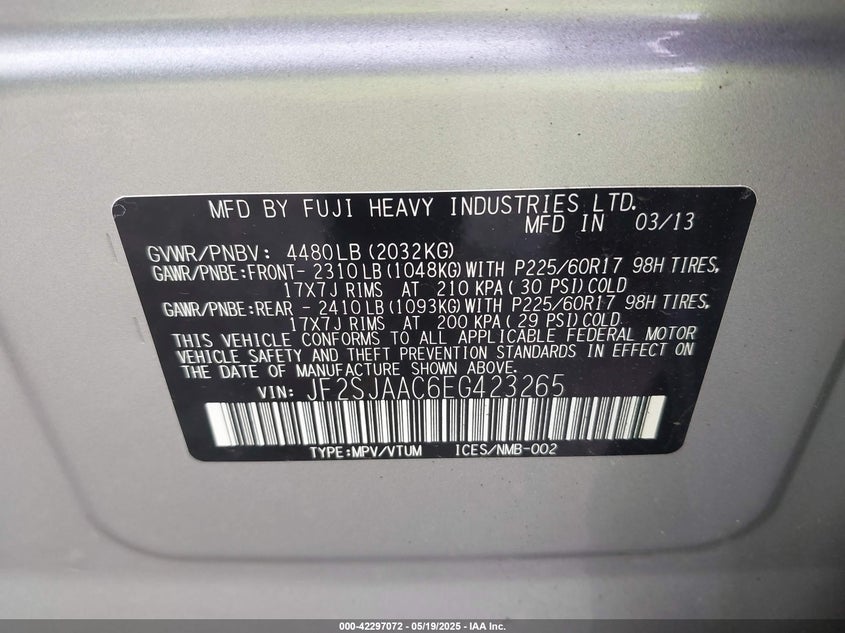 MFD BY FUJI HEAVY INDUSTRIES LTD.
MFD IN 03/13
GVWR/PNBV: 4480LB(2032KG)
GAWR/PNBE:FRONT- 2310LB(1048KG)WITH P225/60R17 98H TIRES,
17X7J RIMS AT 210 KPA( 30 PSI)COLD
GAWR/PNBE:REAR - 2410LB(1093KG)WITH P225/60R17 98H TIRES,
17X7J RIMS AT 200 KPA( 29 PSI)COLD.
THIS VEHICLE CONFORMS TO ALL APPLICABLE FEDERAL MOTOR
VEHICLE SAFETY AND THEFT PREVENTION STANDARDS IN EFFECT ON
THE DATE OF MANUFACTURE SHOWN ABOVE.
VIN: JF2SJAAC6EG423265
TYPE:MPV/VTUM ICES/NMB-002
000-42297072 - 05/19/2025 - IAA Inc.